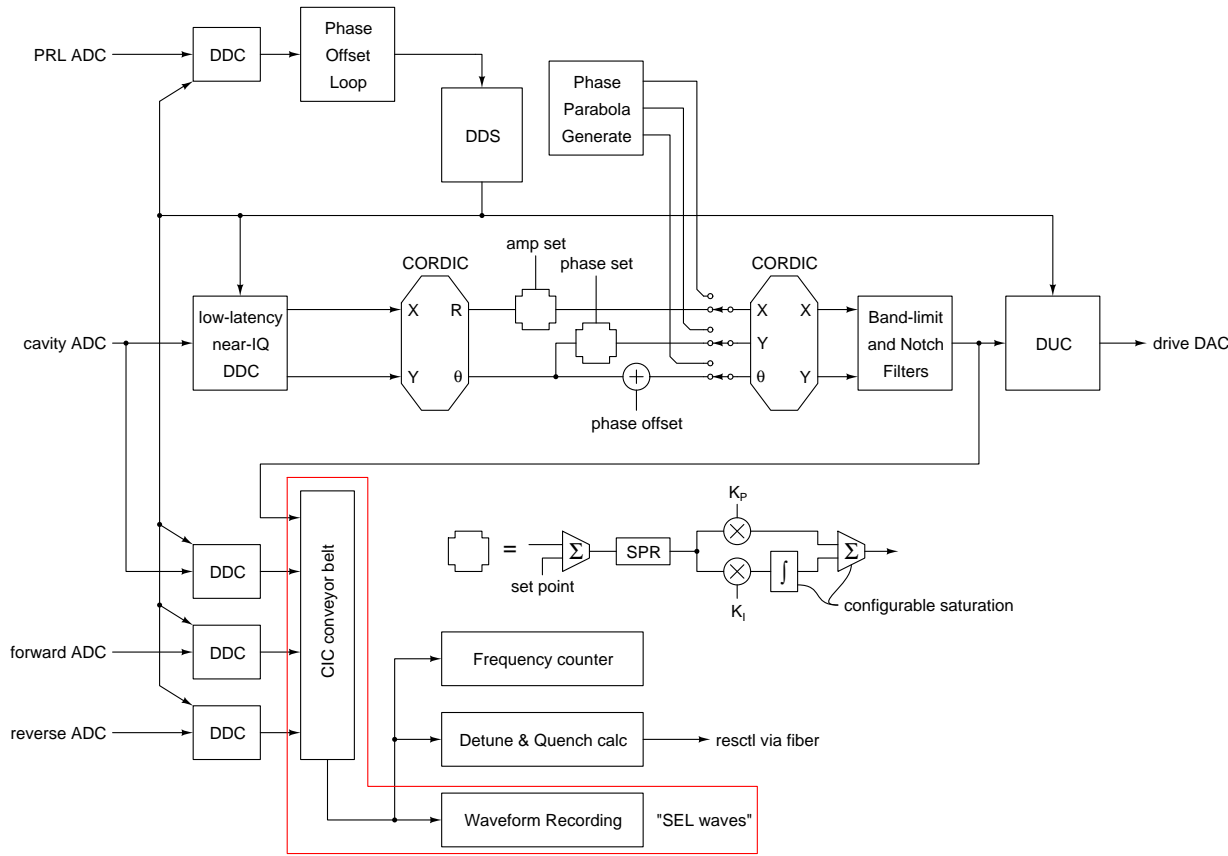 PRL ADC
DDC
Phase
Offset
Loop
DDS
Phase
Parabola
Generate
amp set
phase set
CORDIC
CORDIC
cavity ADC
low-latency
near-IQ
DDC
X
R
Y
θ
phase offset
X
Y
θ
X
Y
Band-limit
and Notch
Filters
DUC
drive DAC
CIC conveyor belt
DDC
forward ADC
DDC
reverse ADC
DDC
=
set point
Σ
SPR
K_P
K_I
∫
Σ
configurable saturation
Frequency counter
Detune & Quench calc
resctl via fiber
Waveform Recording
"SEL waves"